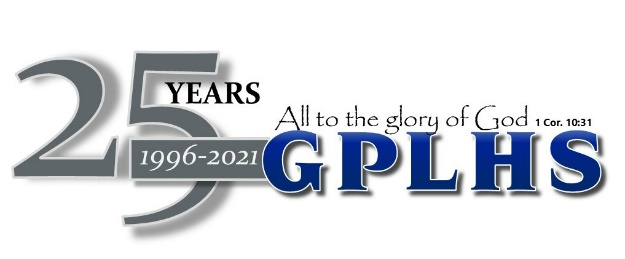 25
YEARS
1996-2021
All to the glory of God 1 Cor. 10:31
GPLHS